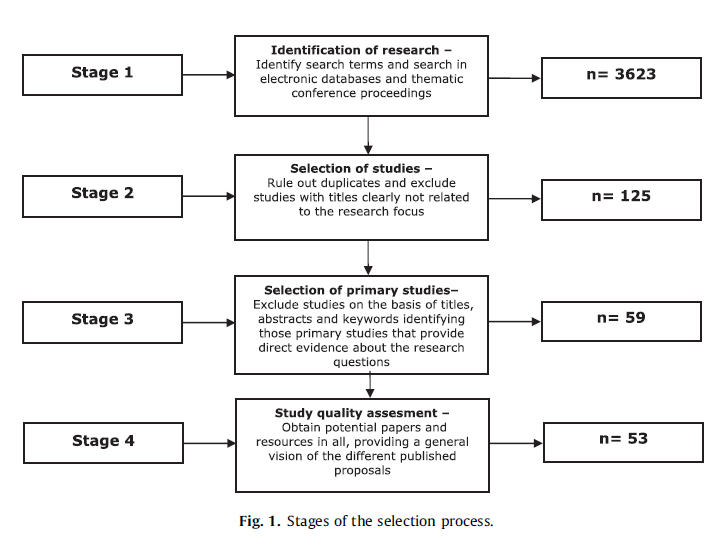 Stage 1
Identification of research –
Identify search terms and search in
electronic databases and thematic
conference proceedings
n= 3623
Stage 2
Selection of studies –
Rule out duplicates and exclude
studies with titles clearly not related
to the research focus
n= 125
Stage 3
Selection of primary studies–
Exclude studies on the basis of titles,
abstracts and keywords identifying
those primary studies that provide
direct evidence about the research
questions
n= 59
Stage 4
Study quality assesment –
Obtain potential papers and
resources in all, providing a general
vision of the different published
proposals
n= 53
Fig. 1. Stages of the selection process.